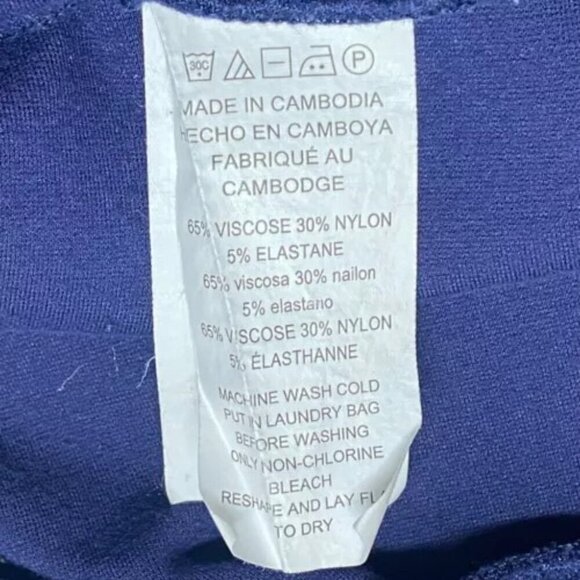 30C P
MADE IN CAMBODIA
HECHO EN CAMBOYA
FABRIQUÉ AU
CAMBODGE
65% VISCOSE 30% NYLON
5% ELASTANE
65% viscosa 30% nailon
5% elastano
65% VISCOSE 30% NYLON
5% ÉLASTHANNE
MACHINE WASH COLD
PUT IN LAUNDRY BAG
BEFORE WASHING
ONLY NON-CHLORINE
BLEACH
RESHAPE AND LAY FL
TO DRY